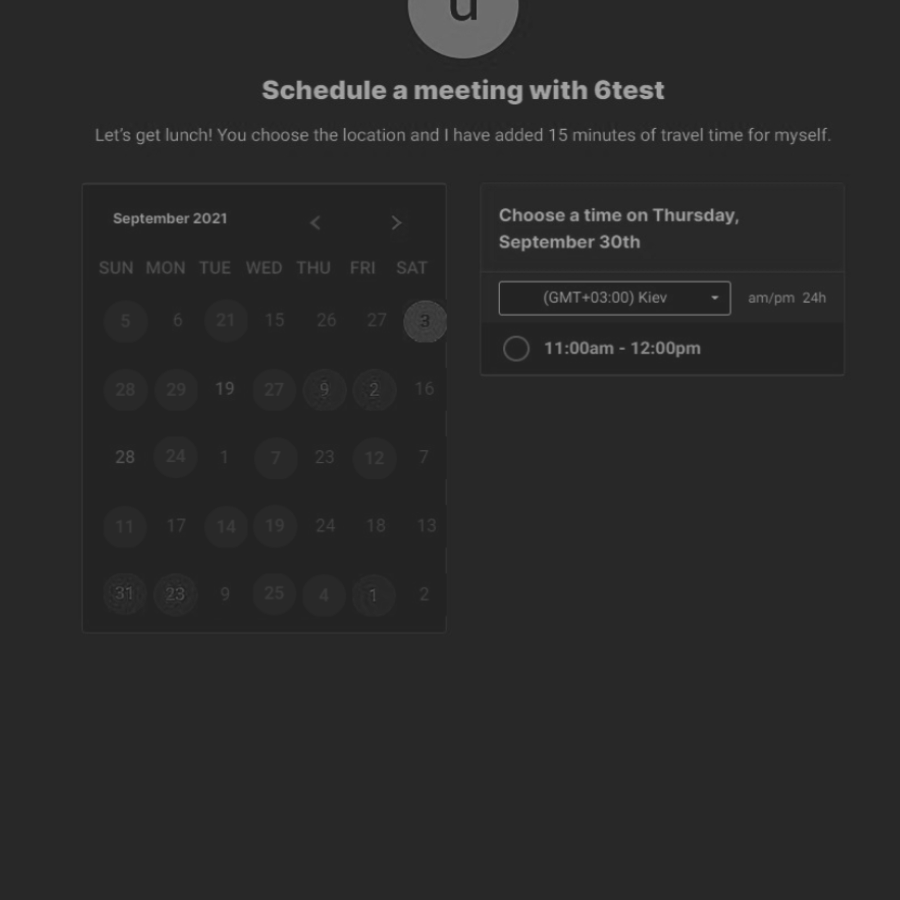 u
Schedule a meeting with 6test
Let's get lunch! You choose the location and I have added 15 minutes of travel time for myself.
September 2021
SUN MON TUE WED THU FRI SAT
5 6 21 15 26 27 3
28 29 19 27 9 2 16
28 24 1 7 23 12 7
11 17 14 19 24 18 13
31 23 9 25 4 1 2
Choose a time on Thursday,
September 30th
(GMT+03:00) Kiev am/pm 24h
11:00am - 12:00pm